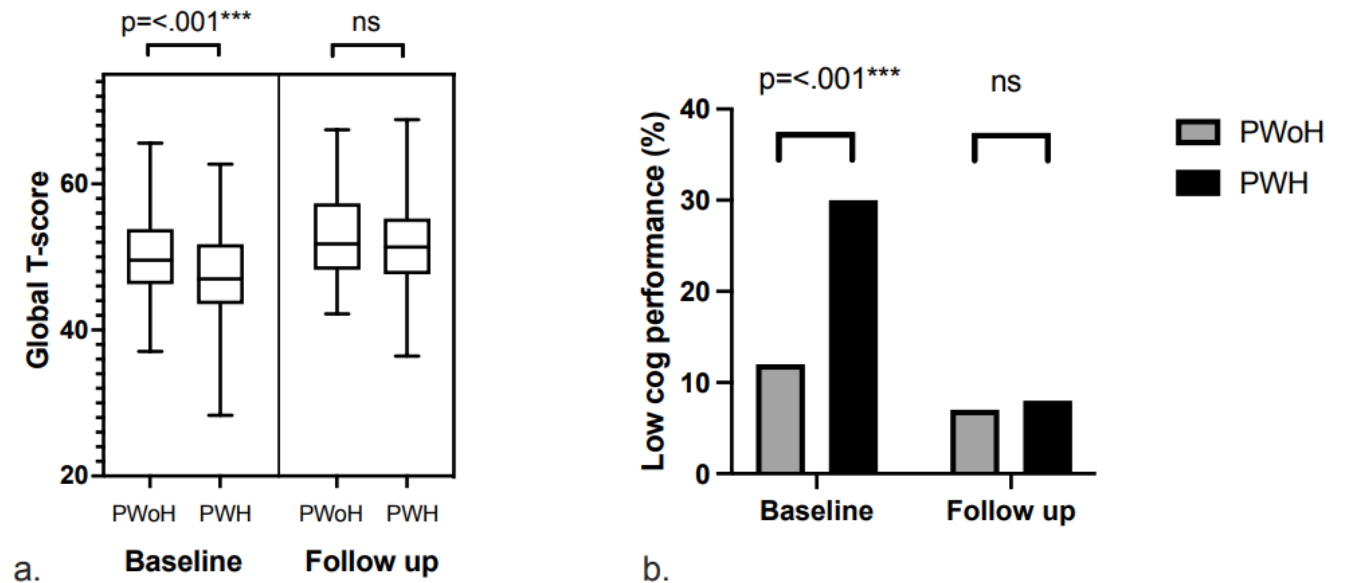 p=<.001***
ns
Global T-score
60
40
20
PWoH PWH PWoH PWH
Baseline Follow up
a.
p=<.001***
ns
Low cog performance (%)
40
30
20
10
0
Baseline Follow up
PWoH
PWH
b.